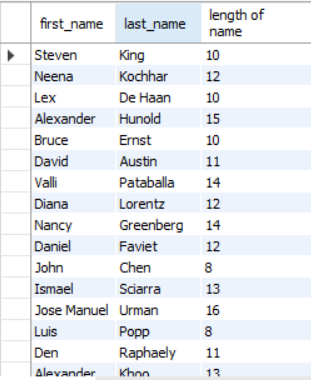 first_name last_name length of name
Steven King 10
Neena Kochhar 12
Lex De Haan 10
Alexander Hunold 15
Bruce Ernst 10
David Austin 11
Valli Pataballa 14
Diana Lorentz 12
Nancy Greenberg 14
Daniel Faviet 12
John Chen 8
Ismael Sciarra 13
Jose Manuel Urman 16
Luis Popp 8
Den Raphaely 11
Alexander Khoo 13